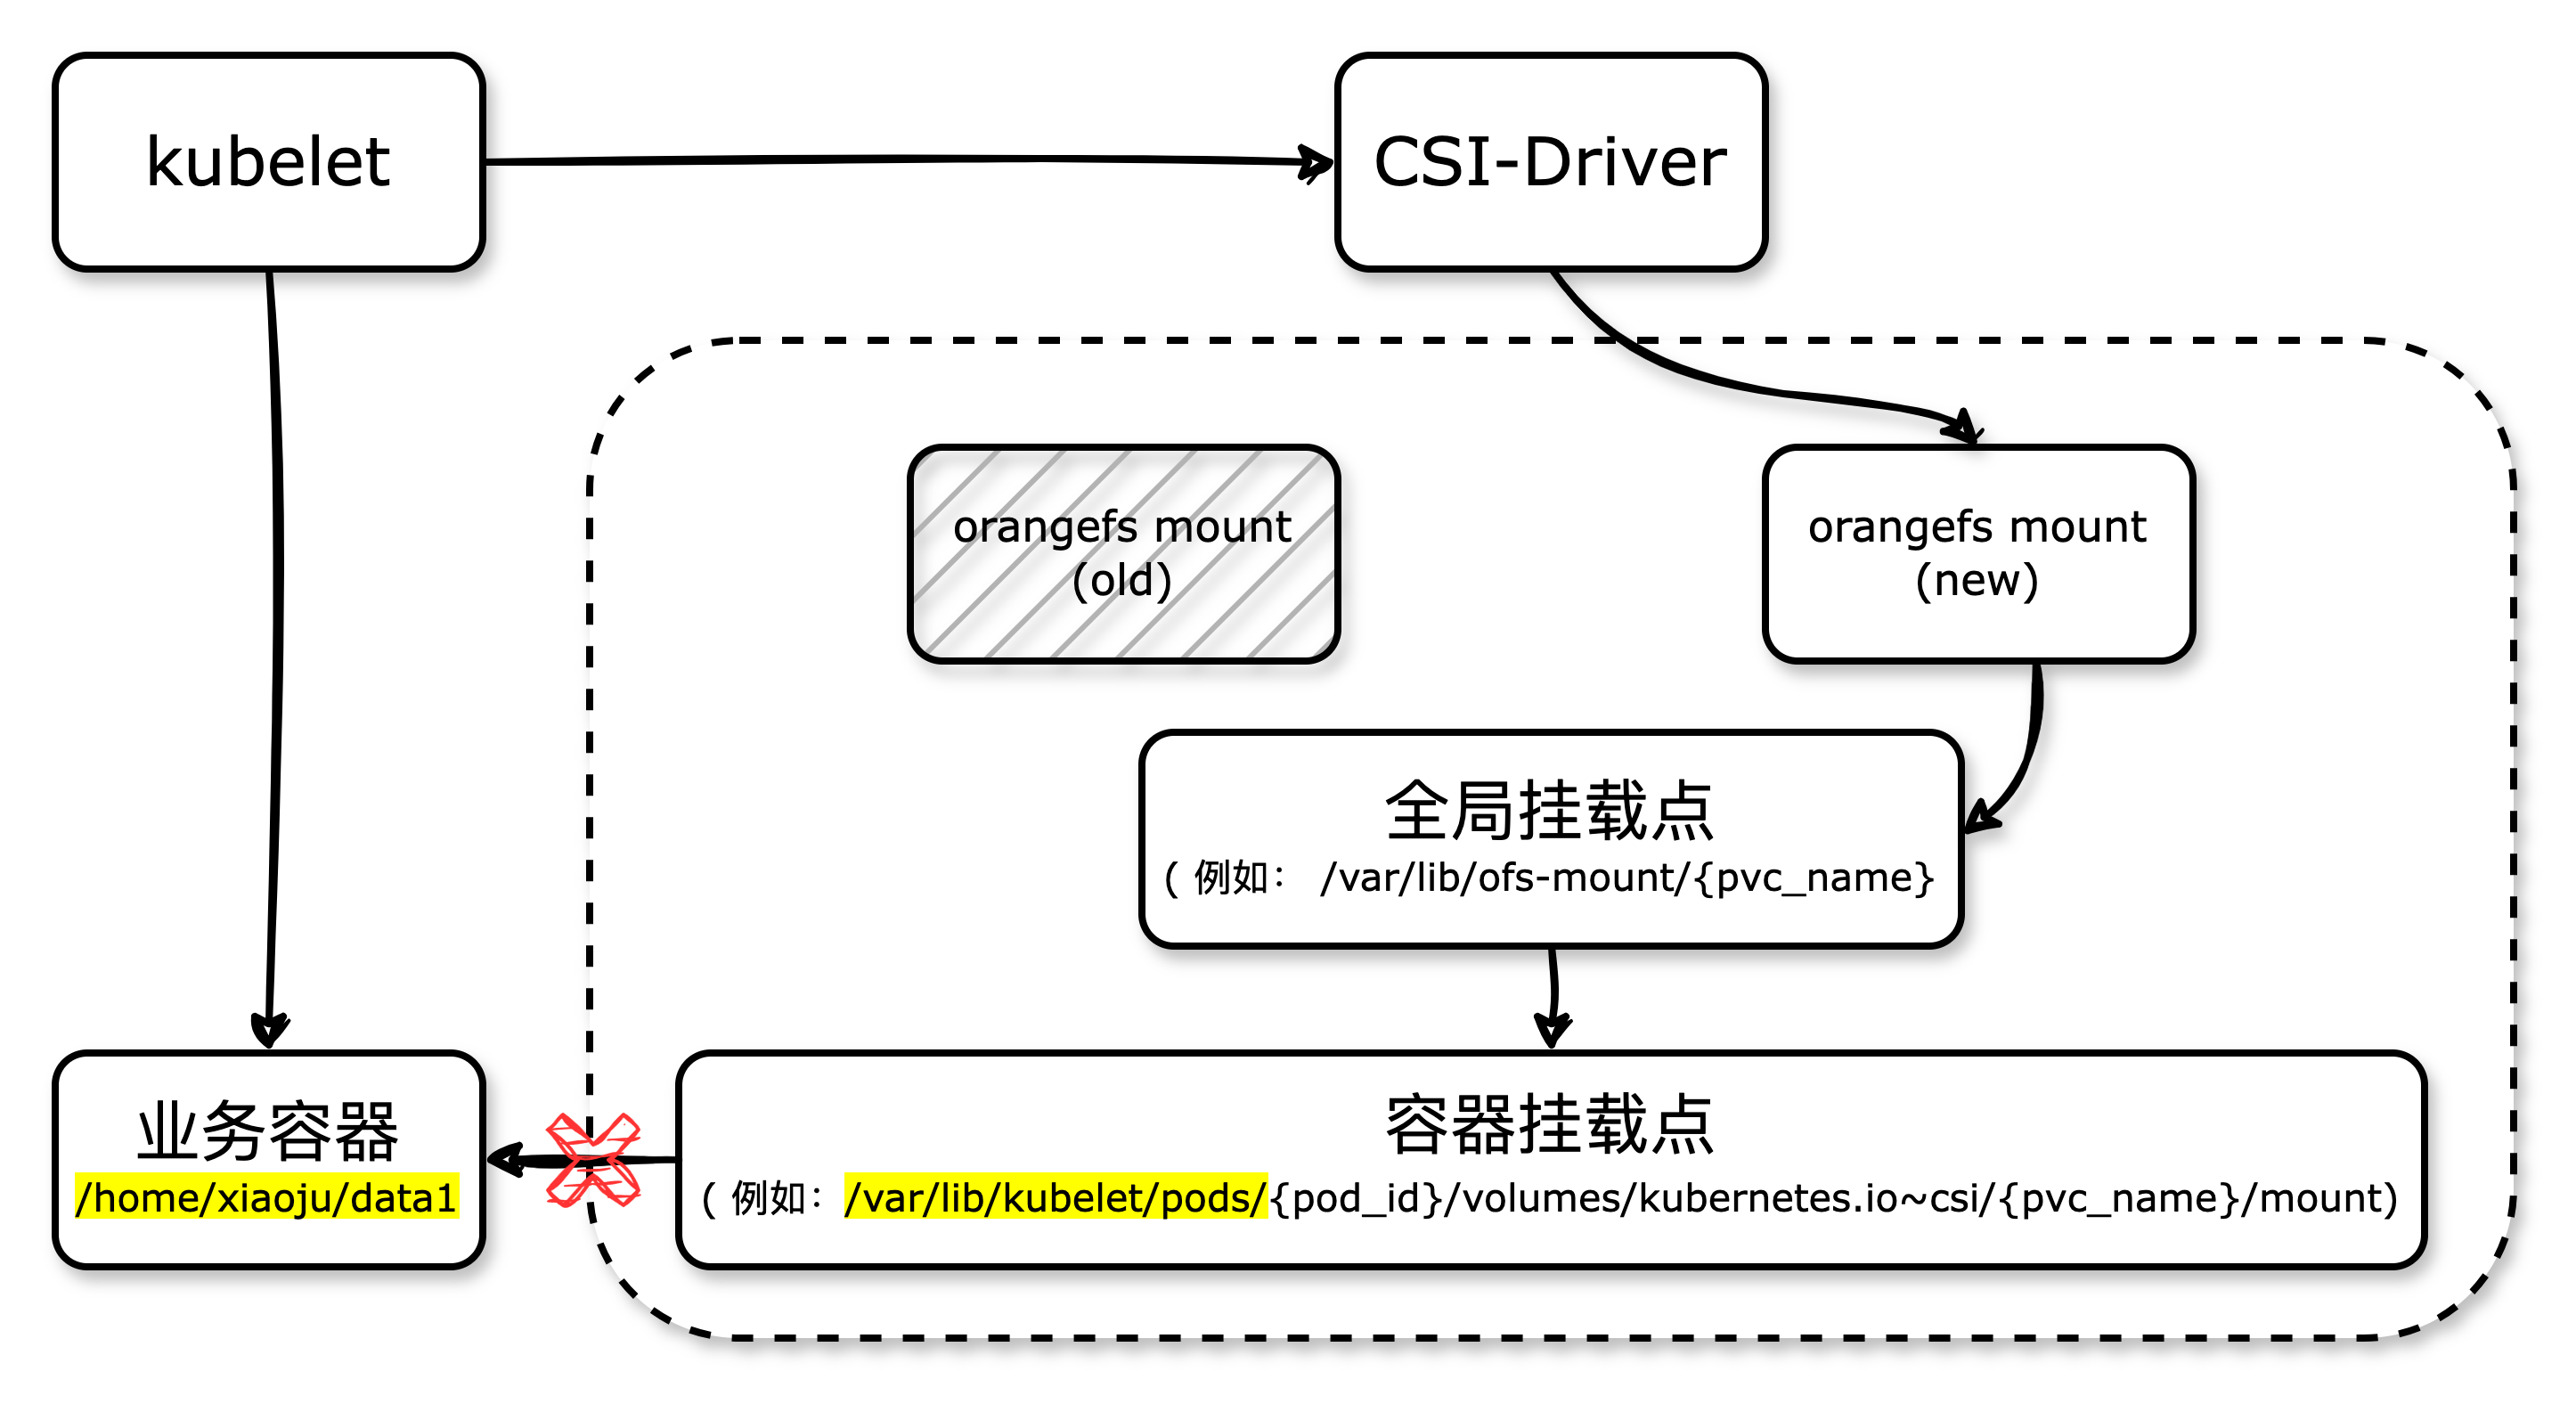 kubelet
CSI-Driver
orangefs mount
(old)
orangefs mount
(new)
全局挂载点
( 例如： /var/lib/ofs-mount/{pvc_name}
业务容器
/home/xiaoju/data1
容器挂载点
( 例如：/var/lib/kubelet/pods/{pod_id}/volumes/kubernetes.io~csi/{pvc_name}/mount)